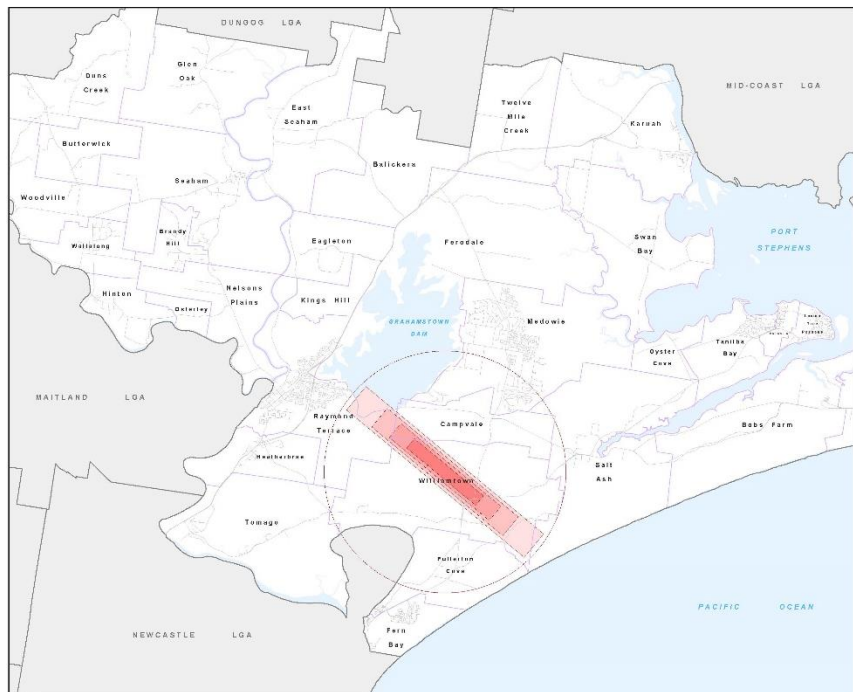 DUNGOG LGA
MID-COAST LGA
Duns
Creek
Glen
Oak
East
Seaham
Twelve
Mile
Creek
Karuah
Butterwick
Balickera
Seaham
Woodville
Brandy
Hill
Wallalong
Eagleton
Ferodale
Swan
Bay
PORT
STEPHENS
Hinton
Osterley
Nelsons
Plains
Kings Hill
GRAHAMSTOWN
DAM
Medowie
Oyster
Cove
Tanilba
Bay
MAITLAND LGA
Raymond
Terrace
Campvale
Bobs Farm
Heatherbrae
Salt
Ash
Williamtown
Tomago
Fullerton
Cove
Fern
Bay
PACIFIC OCEAN
NEWCASTLE LGA